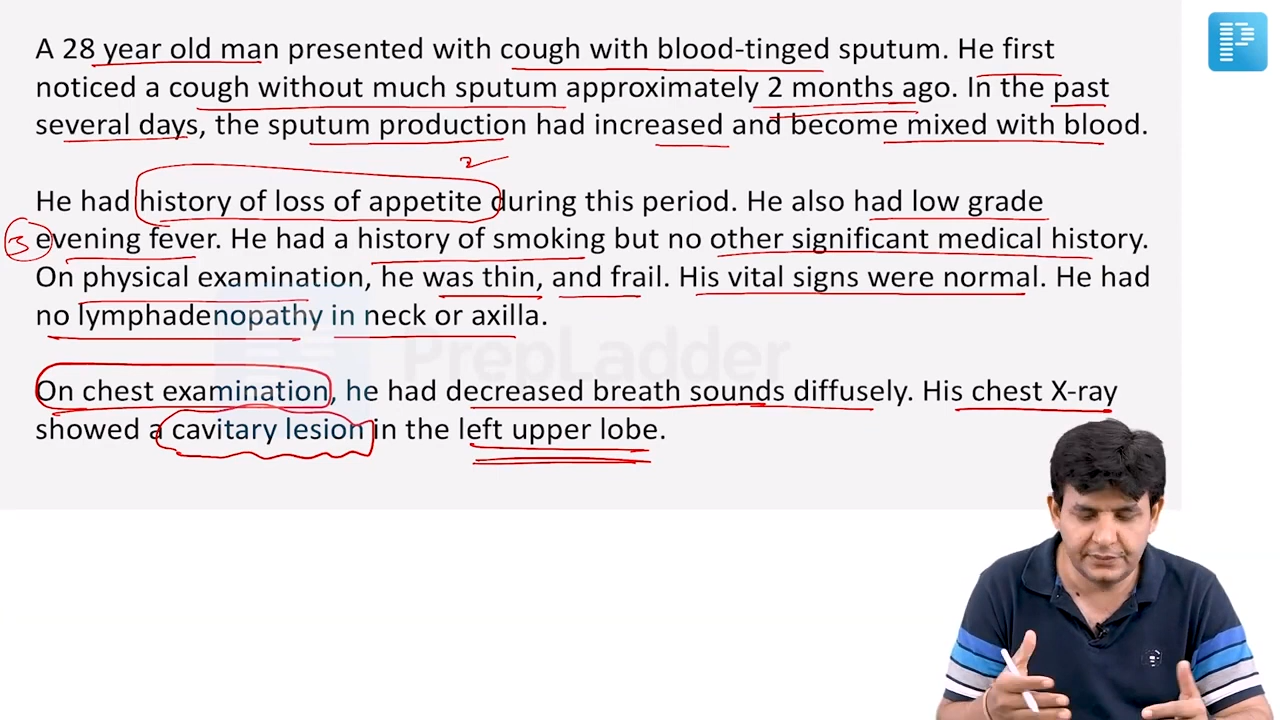 A 28 year old man presented with cough with blood-tinged sputum. He first
noticed a cough without much sputum approximately 2 months ago. In the past
several days, the sputum production had increased and become mixed with blood.
2
He had history of loss of appetite during this period. He also had low grade
3 evening fever. He had a history of smoking but no other significant medical history.
On physical examination, he was thin, and frail. His vital signs were normal. He had
no lymphadenopathy in neck or axilla.
PrepLadder
On chest examination, he had decreased breath sounds diffusely. His chest X-ray
showed a cavitary lesion in the left upper lobe.